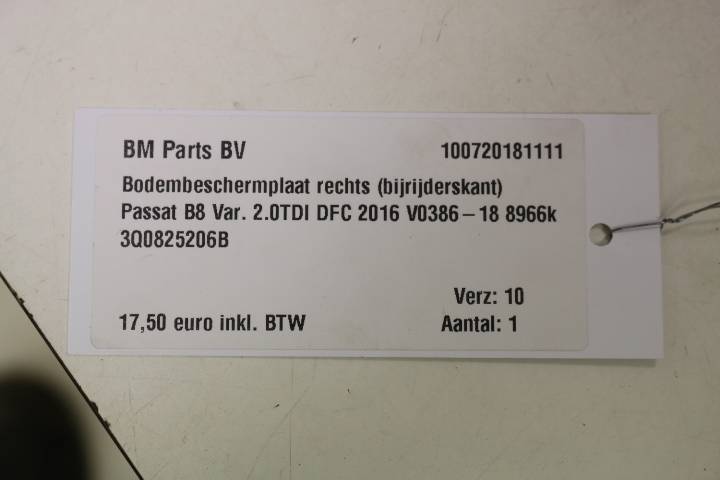 BM Parts BV 100720181111
Bodembeschermplaat rechts (bijrijderskant)
Passat B8 Var. 2.0TDI DFC 2016 V0386 – 18 8966k
3Q0825206B
Verz: 10
17,50 euro inkl. BTW Aantal: 1